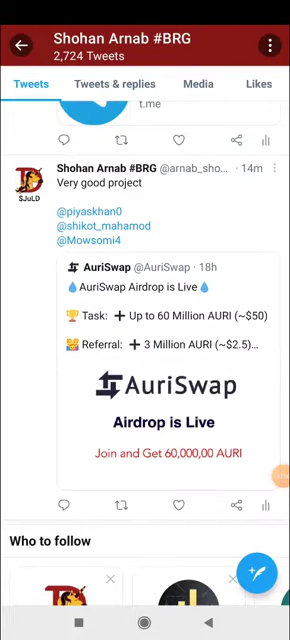 Shohan Arnab #BRG
2,724 Tweets
Tweets
Tweets & replies
Media
Likes
t.me
Shohan Arnab #BRG @arnab_sho... · 14m
Very good project
@piyaskhan0
@shikot_mahamod
@Mowsomi4
SJuLD
AuriSwap @AuriSwap · 18h
💧AuriSwap Airdrop is Live💧
🏆 Task: ➕ Up to 60 Million AURI (~$50)
👫 Referral: ➕ 3 Million AURI (~$2.5)...
AuriSwap
Airdrop is Live
Join and Get 60,000,00 AURI
Who to follow